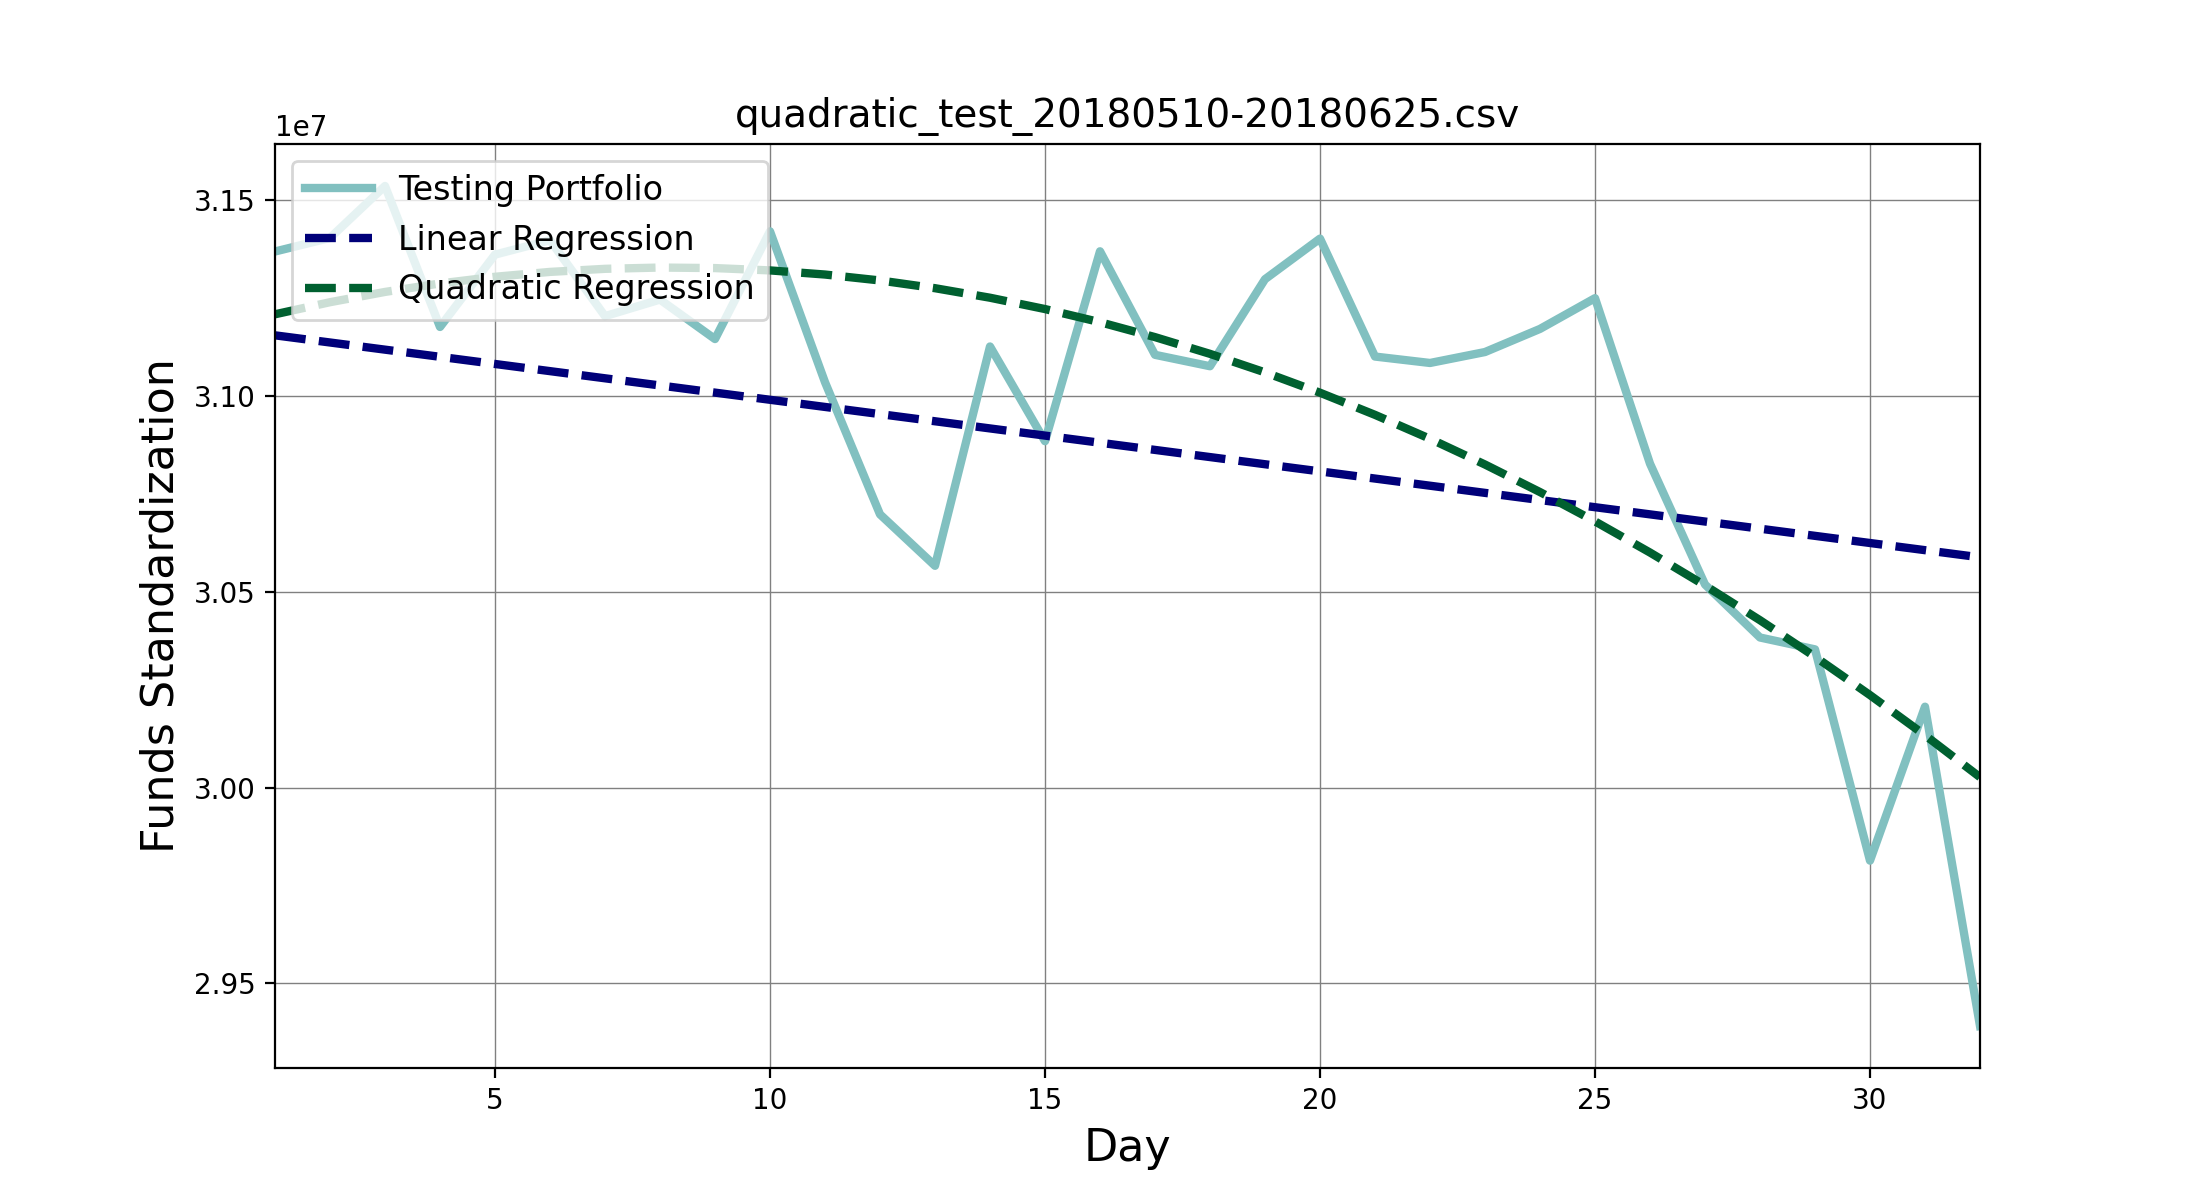 quadratic_test_20180510-20180625.csv
1e7
Testing Portfolio
Linear Regression
Quadratic Regression
3.15
3.10
3.05
3.00
2.95
Funds Standardization
5 10 15 20 25 30
Day